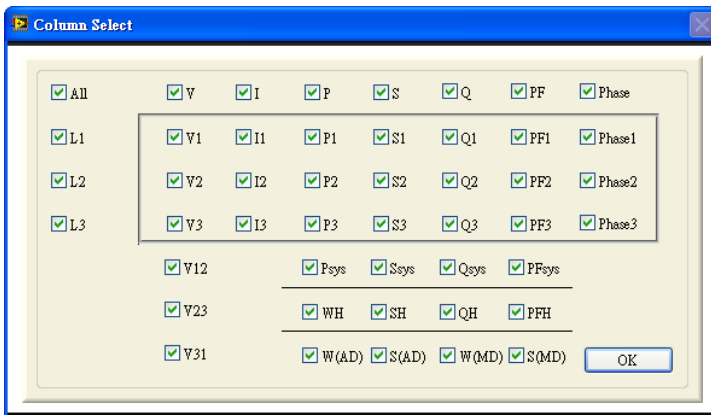 Column Select
All V I P S Q PF Phase
L1 V1 I1 P1 S1 Q1 PF1 Phase1
L2 V2 I2 P2 S2 Q2 PF2 Phase2
L3 V3 I3 P3 S3 Q3 PF3 Phase3
V12 Psys Ssys Qsys PFsys
V23 WH SH QH PFH
V31 W(AD) S(AD) W(MD) S(MD) OK